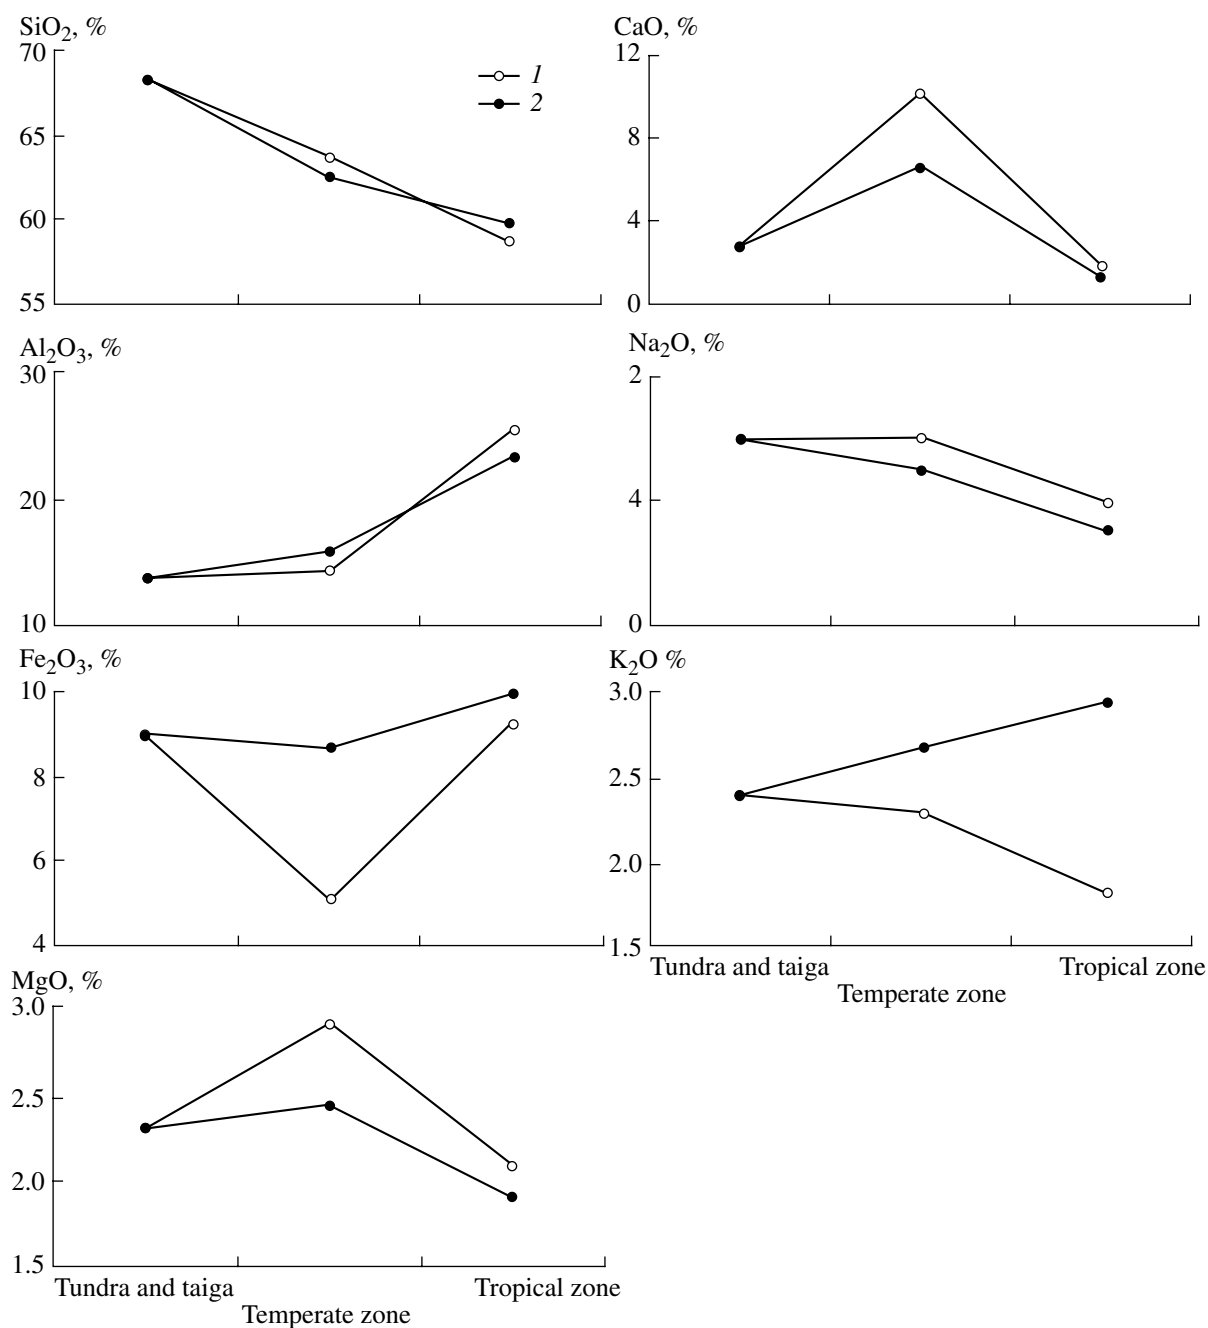 SiO2, %
70
65
60
55
1
2
CaO, %
12
8
4
0
Al2O3, %
30
20
10
Na2O, %
2
4
0
Fe2O3, %
10
8
6
4
K2O %
3.0
2.5
2.0
1.5
Tundra and taiga
Temperate zone
Tropical zone
MgO, %
3.0
2.5
2.0
1.5
Tundra and taiga
Temperate zone
Tropical zone